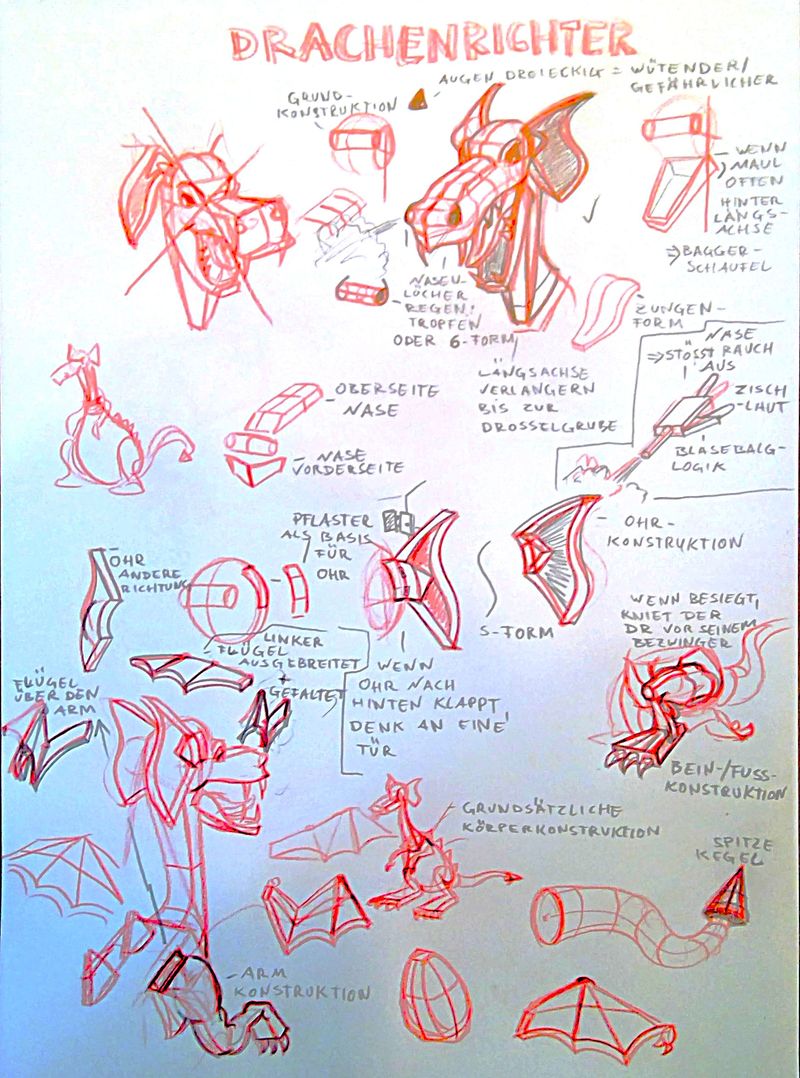 DRACHENRICHTER
AUGEN DREIECKIG = WÜTENDER/
GEFÄHRLICHER
GRUND-
KONSTRUKTION
WENN
MAUL
OFFEN
HINTER
LÄNGS-
ACHSE
⇒ BAGGER-
SCHAUFEL
NASEN-
LÖCHER
REGEN-
TROPFEN
ODER 6-FORM
ZUNGEN-
FORM
LÄNGSACHSE
VERLÄNGERN
BIS ZUR
DROSSELGRUBE
NASE
⇒ STÖSST RAUCH
AUS
ZISCH
-LAUT
BLASEBALG-
LOGIK
OBERSEITE
NASE
NASE
VORDERSEITE
PFLASTER
ALS BASIS
FÜR
OHR
OHR-
KONSTRUKTION
OHR
ANDERE
RICHTUNG
S-FORM
LINKER
FLÜGEL
AUSGEBREITET
+
GEFALTET
WENN
OHR NACH
HINTEN KLAPPT
DENK AN EINE
TÜR
WENN BESIEGT,
KNIET DER
DR VOR SEINEM
BEZWINGER
FLÜGEL
ÜBER DEN
ARM
BEIN-/FUSS-
KONSTRUKTION
GRUNDSÄTZLICHE
KÖRPERKONSTRUKTION
SPITZE
KEGEL
ARM
KONSTRUKTION